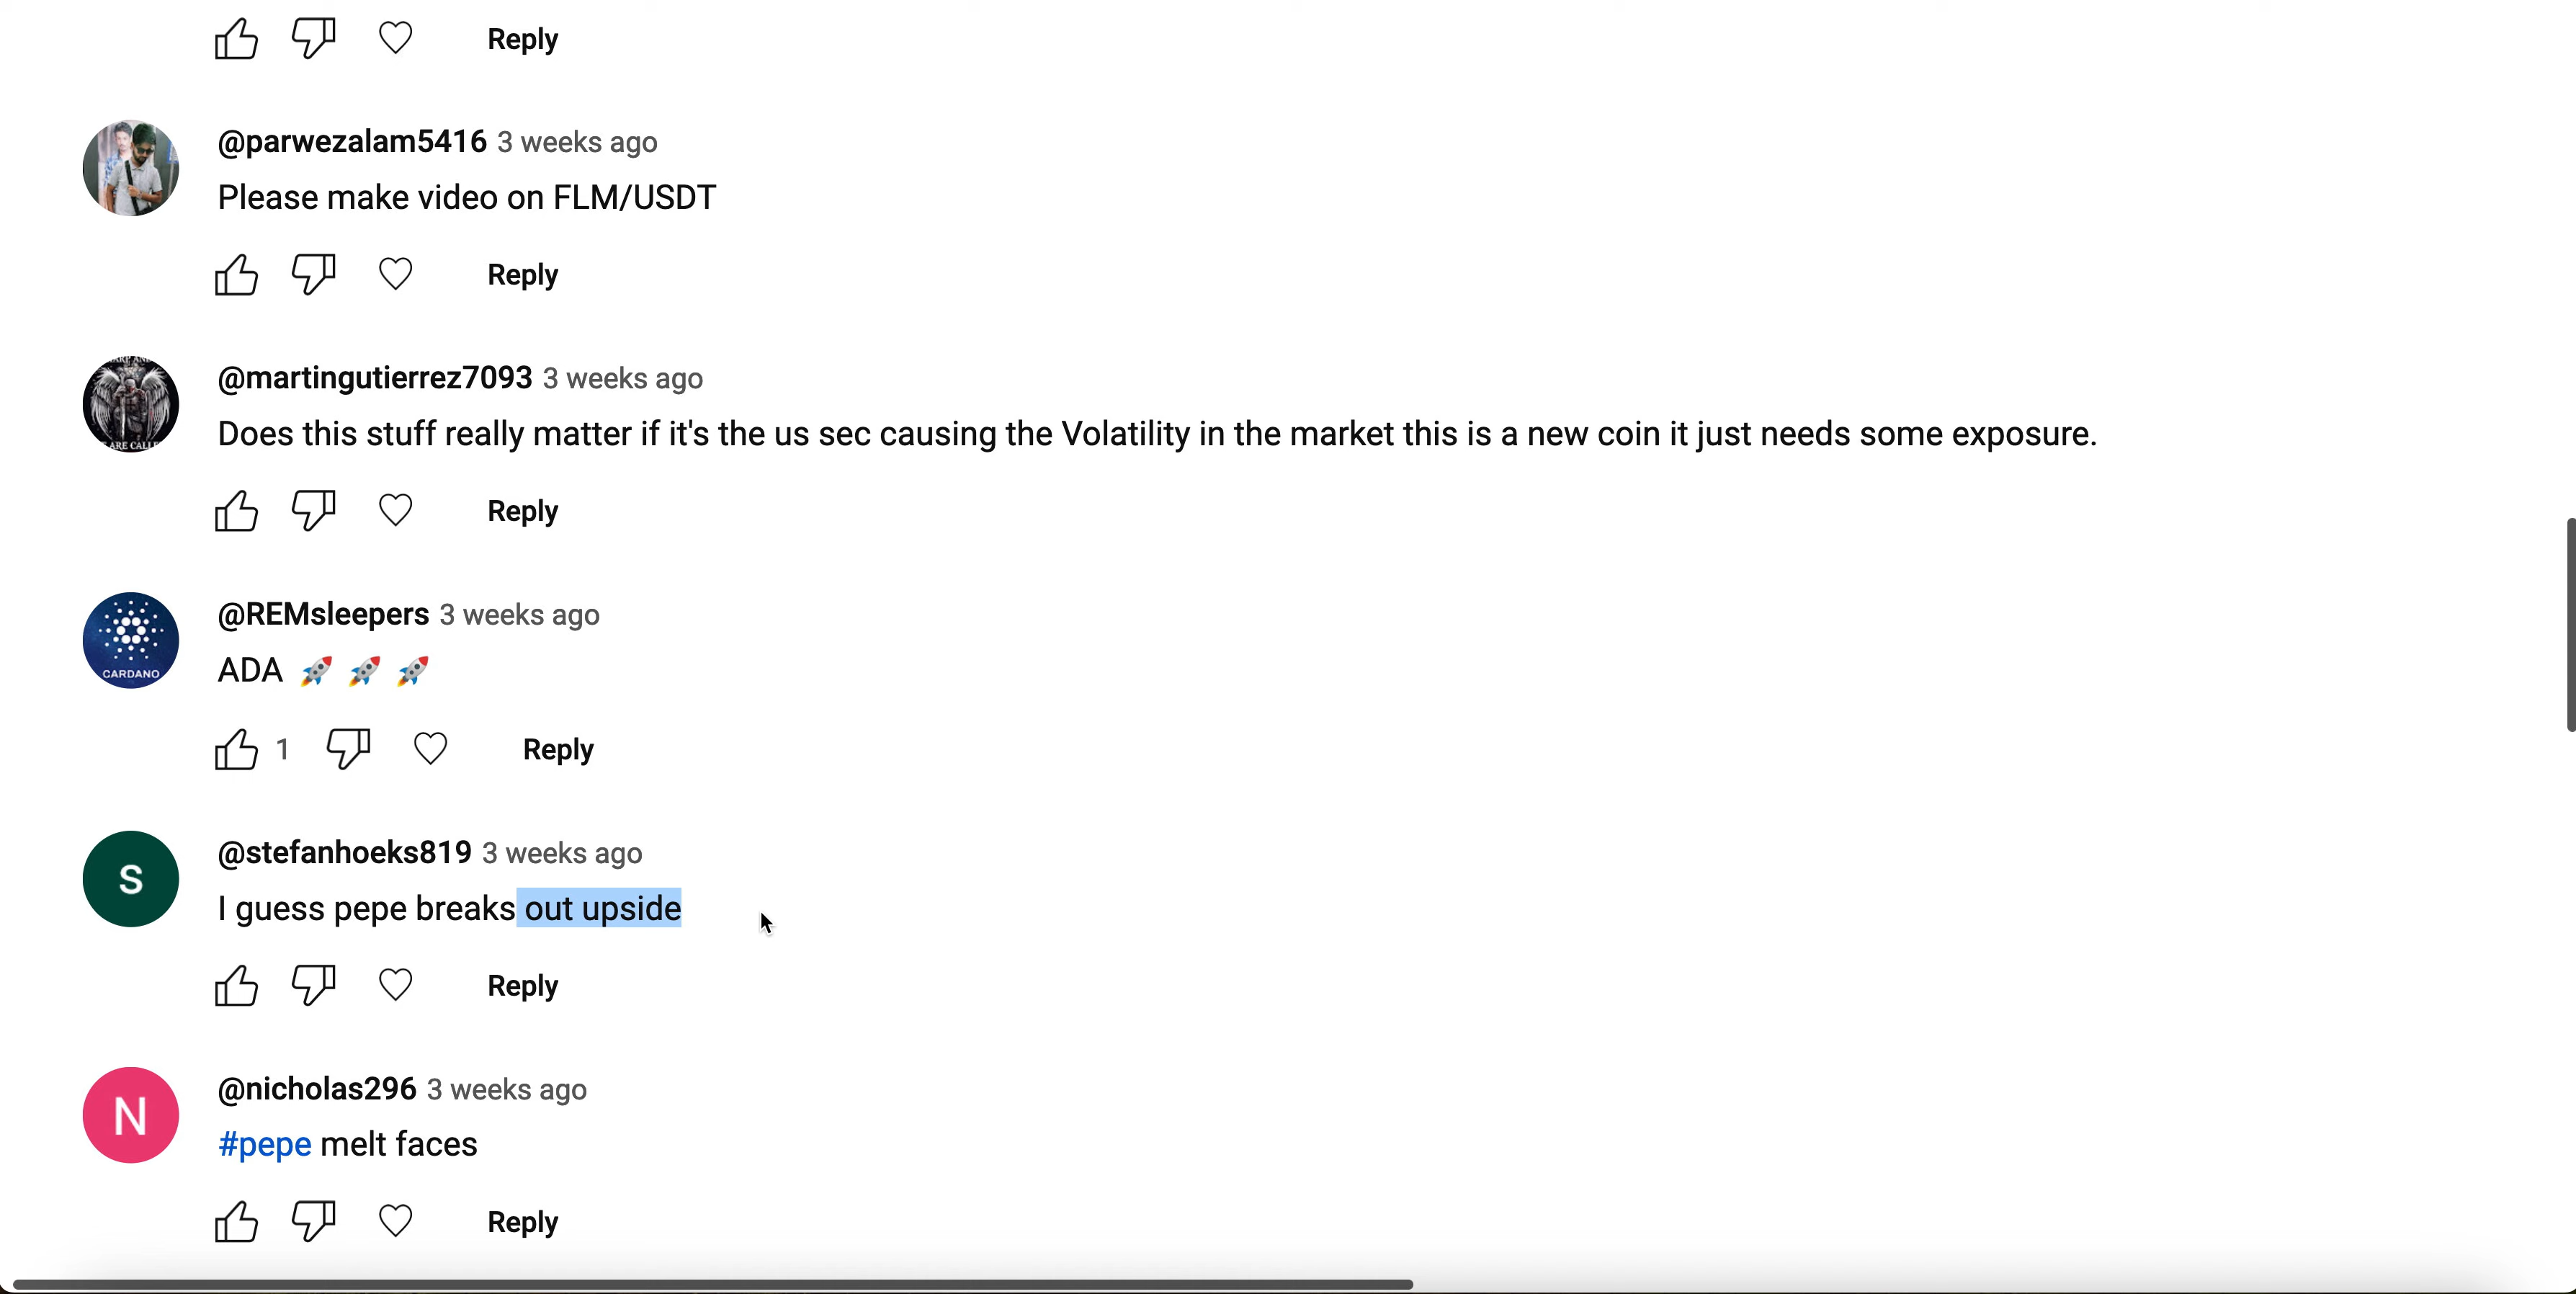 Reply
@parwezalam5416 3 weeks ago
Please make video on FLM/USDT
Reply
@martingutierrez7093 3 weeks ago
Does this stuff really matter if it's the us sec causing the Volatility in the market this is a new coin it just needs some exposure.
Reply
CARDANO
@REMsleepers 3 weeks ago
ADA 🚀 🚀 🚀
1
Reply
S
@stefanhoeks819 3 weeks ago
I guess pepe breaks out upside
Reply
N
@nicholas296 3 weeks ago
#pepe melt faces
Reply